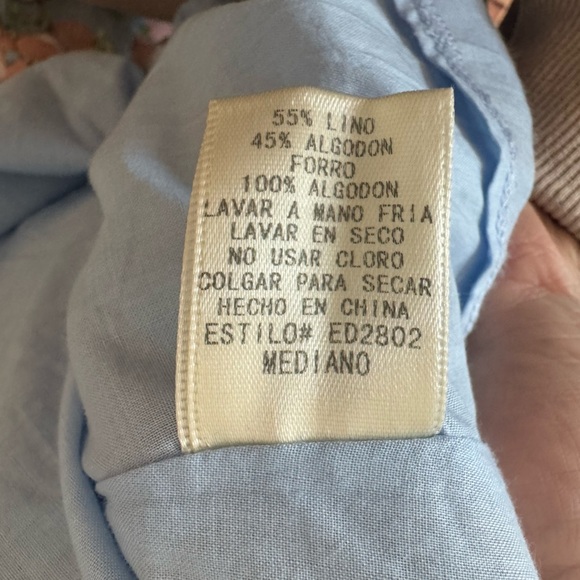 55% LINO
45% ALGODON
FORRO
100% ALGODON
LAVAR A MANO FRIA
LAVAR EN SECO
NO USAR CLORO
COLGAR PARA SECAR
HECHO EN CHINA
ESTILO# ED2802
MEDIANO